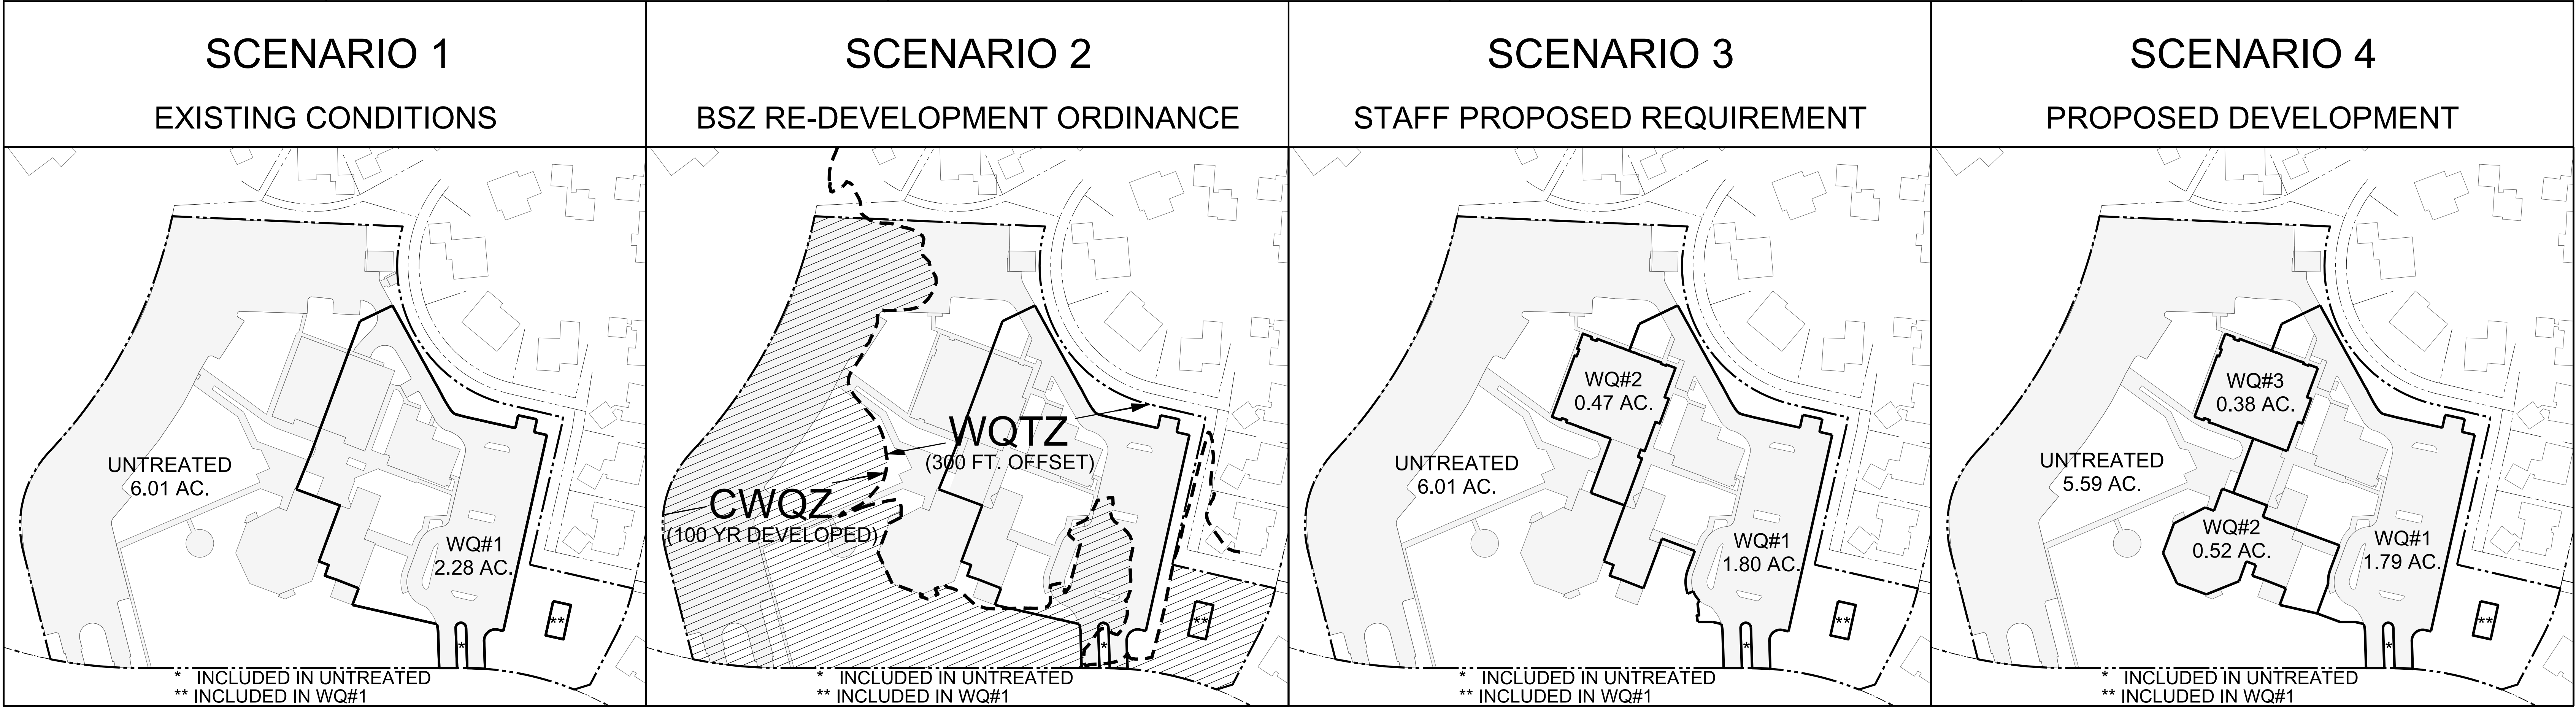 SCENARIO 1
EXISTING CONDITIONS
UNTREATED
6.01 AC.
WQ#1
2.28 AC.
**
*
* INCLUDED IN UNTREATED
** INCLUDED IN WQ#1
SCENARIO 2
BSZ RE-DEVELOPMENT ORDINANCE
WQTZ
(300 FT. OFFSET)
CWQZ
(100 YR DEVELOPED)
**
*
* INCLUDED IN UNTREATED
** INCLUDED IN WQ#1
SCENARIO 3
STAFF PROPOSED REQUIREMENT
WQ#2
0.47 AC.
UNTREATED
6.01 AC.
WQ#1
1.80 AC.
**
*
* INCLUDED IN UNTREATED
** INCLUDED IN WQ#1
SCENARIO 4
PROPOSED DEVELOPMENT
WQ#3
0.38 AC.
UNTREATED
5.59 AC.
WQ#2
0.52 AC.
WQ#1
1.79 AC.
**
*
* INCLUDED IN UNTREATED
** INCLUDED IN WQ#1